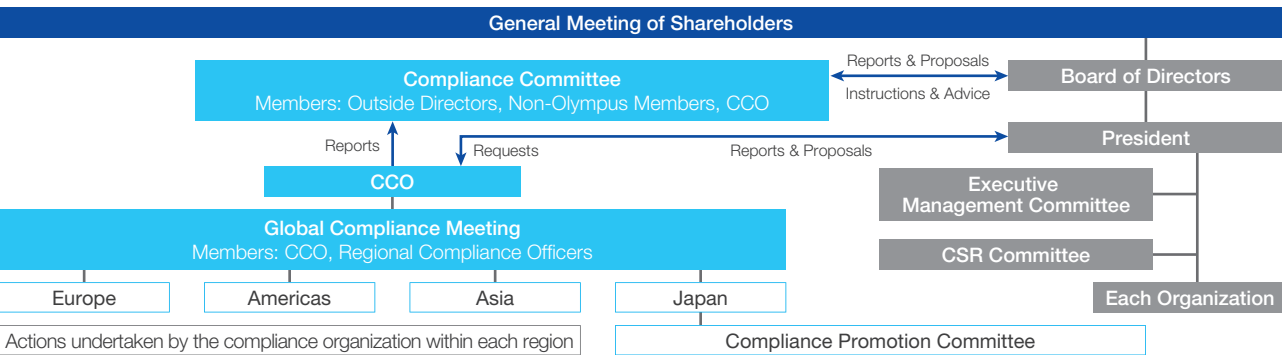 General Meeting of Shareholders
Compliance Committee
Members: Outside Directors, Non-Olympus Members, CCO
Reports & Proposals
Instructions & Advice
Board of Directors
Reports
Requests
Reports & Proposals
President
CCO
Executive
Management Committee
Global Compliance Meeting
Members: CCO, Regional Compliance Officers
CSR Committee
Europe
Americas
Asia
Japan
Each Organization
Actions undertaken by the compliance organization within each region
Compliance Promotion Committee